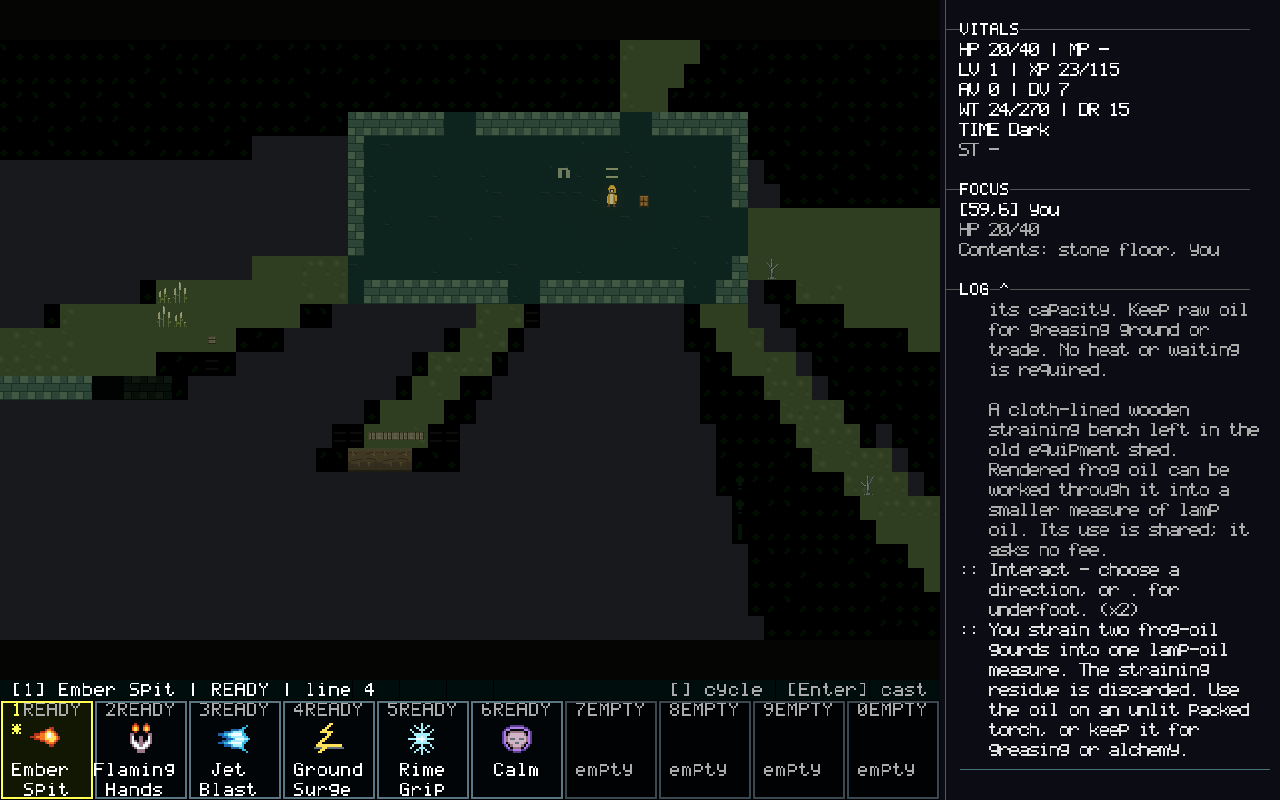 VITALS
HP 20/40 | MP -
LV 1 | XP 23/115
AV 0 | DV 7
WT 24/270 | DR 15
TIME Dark
ST -
FOCUS
[59,6] You
HP 20/40
Contents: stone floor, You
LOG ^
its capacity. Keep raw oil
for greasing ground or
trade. No heat or waiting
is required.
A cloth-lined wooden
straining bench left in the
old equipment shed.
Rendered frog oil can be
worked through it into a
smaller measure of lamp
oil. Its use is shared; it
asks no fee.
:: Interact - choose a
direction, or . for
underfoot. (x2)
:: You strain two frog-oil
gourds into one lamp-oil
measure. The straining
residue is discarded. Use
the oil on an unlit packed
torch, or keep it for
greasing or alchemy.
n =
[1] Ember Spit | READY | line 4
[] cycle [Enter] cast
1READY 2READY 3READY 4READY 5READY 6READY 7EMPTY 8EMPTY 9EMPTY 0EMPTY
*
Ember Spit
Flaming Hands
Jet Blast
Ground Surge
Rime Grip
Calm
empty
empty
empty
empty